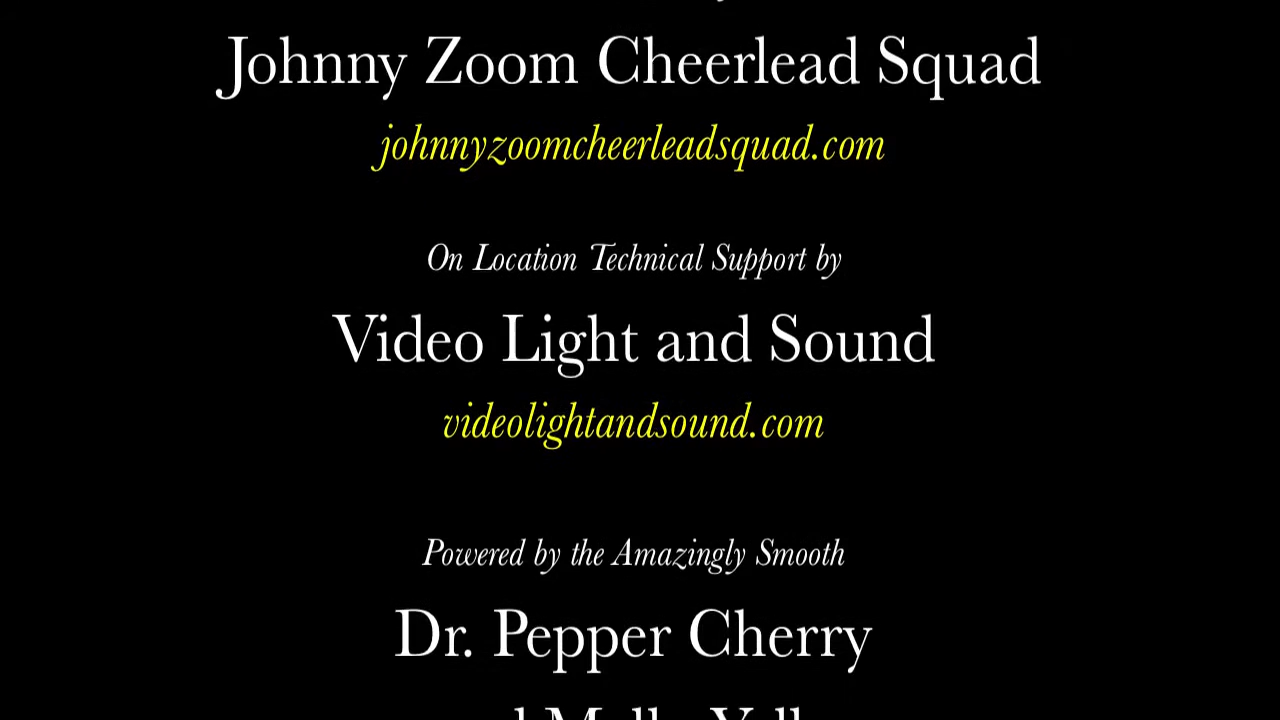 Johnny Zoom Cheerlead Squad
johnnyzoomcheerleadsquad.com
On Location Technical Support by
Video Light and Sound
videolightandsound.com
Powered by the Amazingly Smooth
Dr. Pepper Cherry